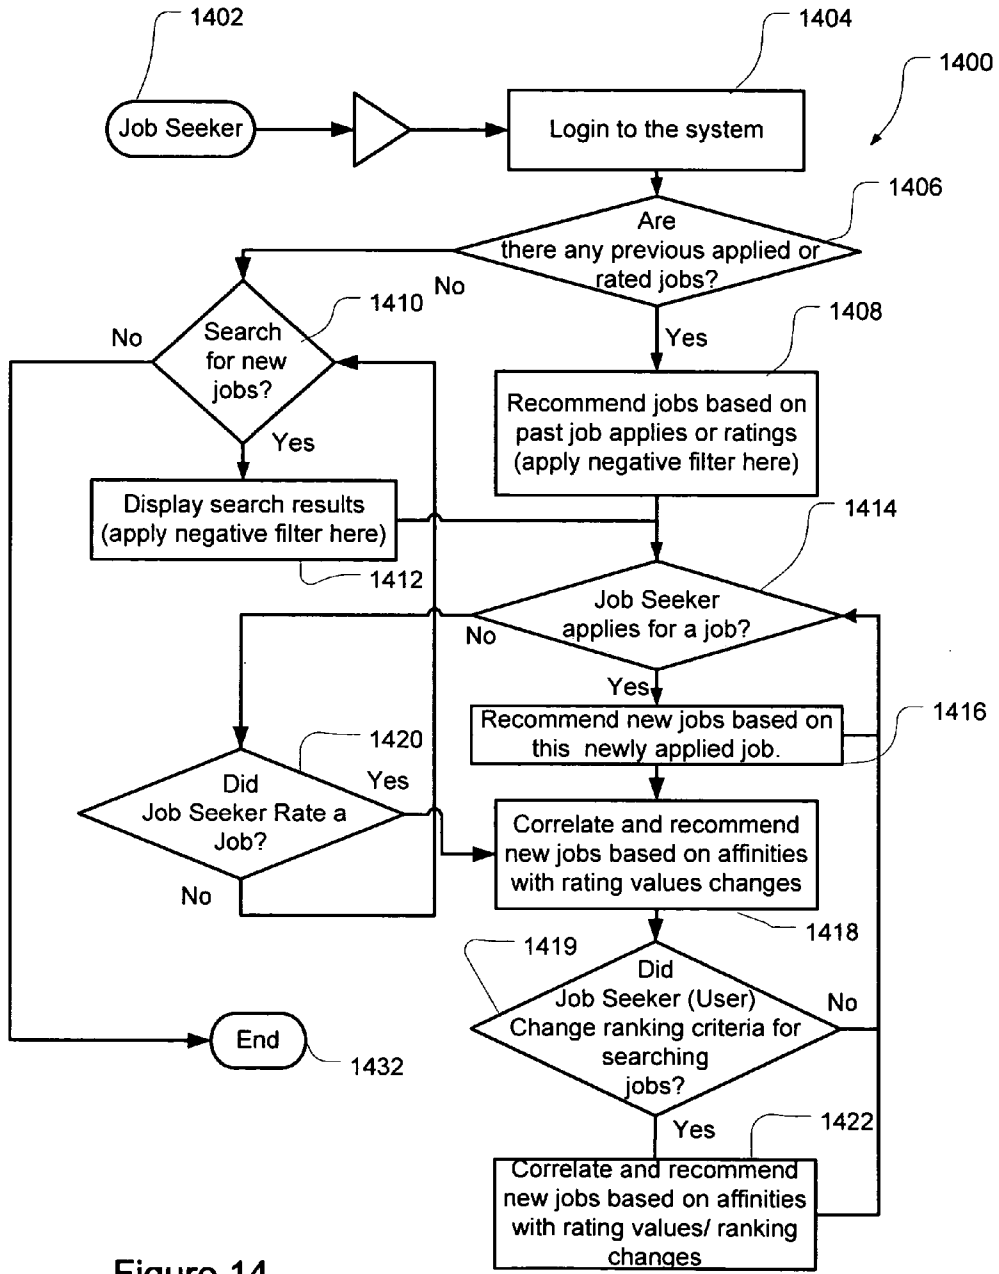 1402
1404
1400
Job Seeker
Login to the system
1406
Are
there any previous applied or
rated jobs?
No
Yes
1410
1408
No
Search
for new
jobs?
Yes
Recommend jobs based on
past job applies or ratings
(apply negative filter here)
Display search results
(apply negative filter here)
1412
1414
Job Seeker
applies for a job?
No
Yes
1416
Recommend new jobs based on
this newly applied job.
1420
Yes
Did
Job Seeker Rate a
Job?
No
Correlate and recommend
new jobs based on affinities
with rating values changes
1418
1419
Did
Job Seeker (User)
Change ranking criteria for
searching
jobs?
No
End
1432
Yes
1422
Correlate and recommend
new jobs based on affinities
with rating values/ ranking
changes
Figure 14